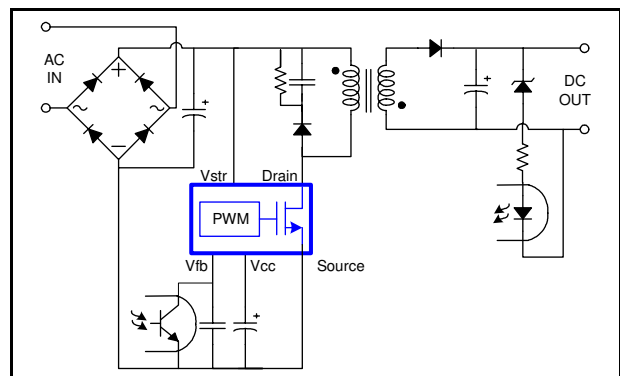 AC
IN
+
~
~
−
+
+
DC
OUT
Vstr
Drain
PWM
Vfb
Vcc
Source
+